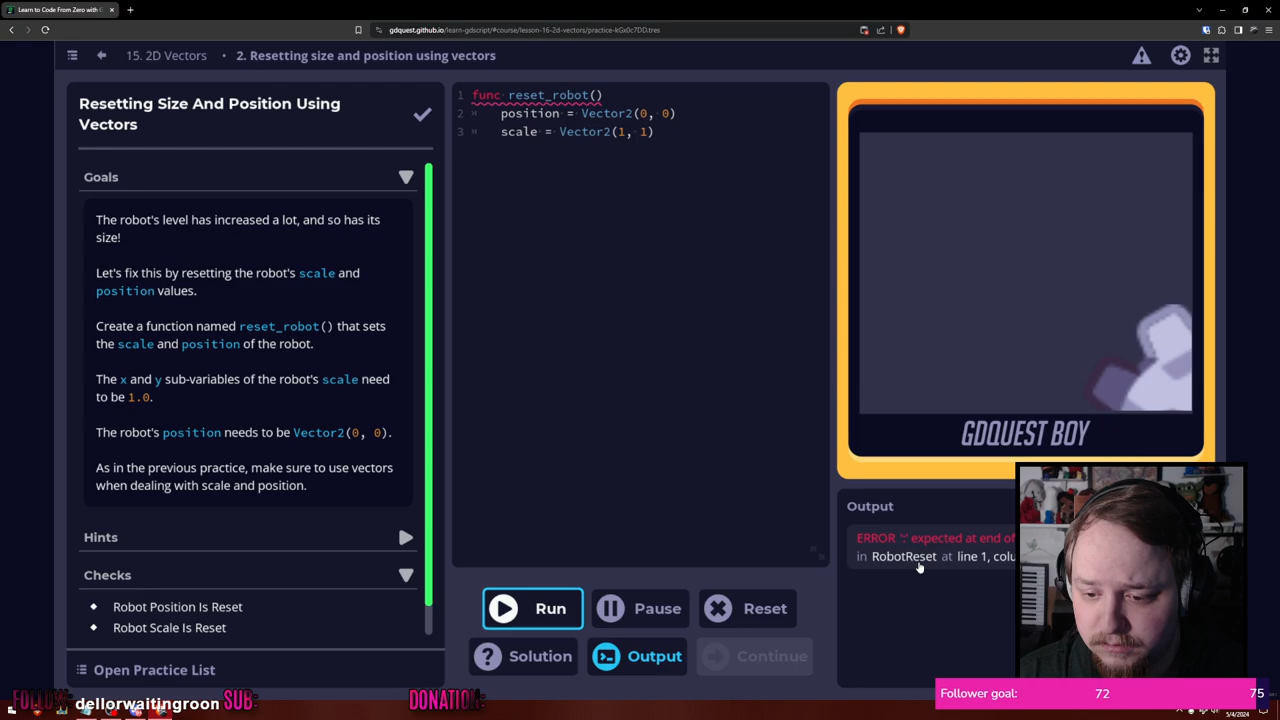 Learn to Code From Zero with
gdquest.github.io/learn-gdscript/#course/lesson-16-2d-vectors/practice-kGx0c7DD.tres
15. 2D Vectors • 2. Resetting size and position using vectors
Resetting Size And Position Using
Vectors
Goals
The robot's level has increased a lot, and so has its
size!
Let's fix this by resetting the robot's scale and
position values.
Create a function named reset_robot() that sets
the scale and position of the robot.
The x and y sub-variables of the robot's scale need
to be 1.0.
The robot's position needs to be Vector2(0, 0).
As in the previous practice, make sure to use vectors
when dealing with scale and position.
Hints
Checks
Robot Position Is Reset
Robot Scale Is Reset
Open Practice List
1 func reset_robot()
2 position = Vector2(0, 0)
3 scale = Vector2(1, 1)
Run
Pause
Reset
Solution
Output
Continue
GDQUEST BOY
Output
ERROR ':' expected at end of
in RobotReset at line 1, colu
FOLLOW: dellorwaitingroon SUB: DONATION:
Follower goal: 72 75
5/4/2024